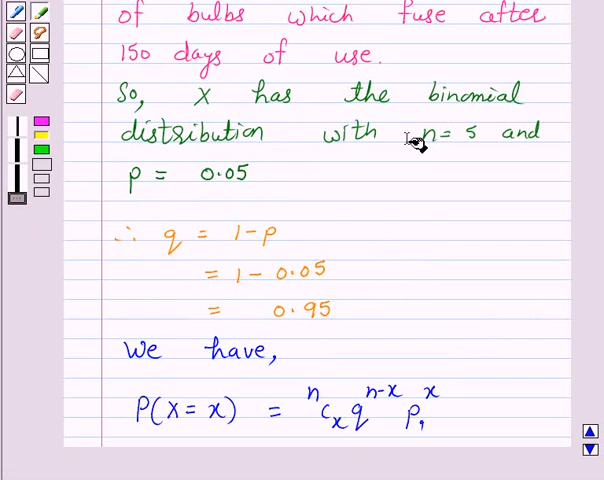 of bulbs which fuse after
150 days of use.
So, X has the binomial
distribution with n = 5 and
p = 0.05
∴ q = 1-p
= 1 - 0.05
= 0.95
We have,
P(X = x) = ⁿCₓ qⁿ⁻ˣ pˣ,